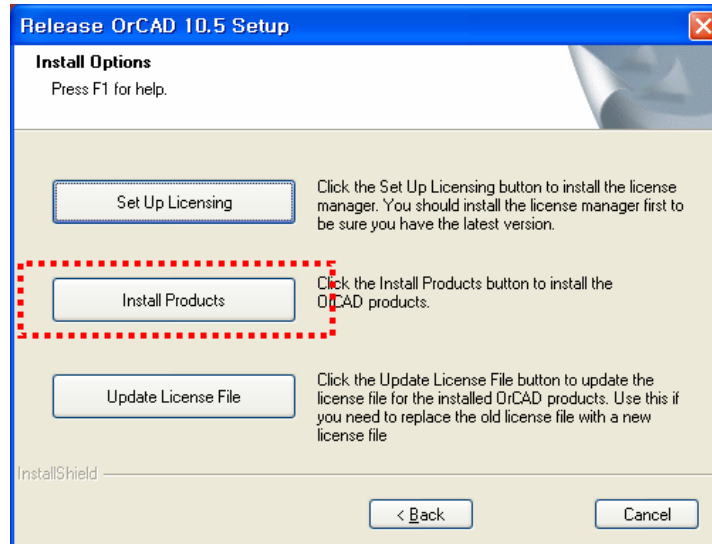 Release OrCAD 10.5 Setup
Install Options
Press F1 for help.
Set Up Licensing
Click the Set Up Licensing button to install the license
manager. You should install the license manager first to
be sure you have the latest version.
Install Products
Click the Install Products button to install the
OrCAD products.
Update License File
Click the Update License File button to update the
license file for the installed OrCAD products. Use this if
you need to replace the old license file with a new
license file
InstallShield
< Back
Cancel